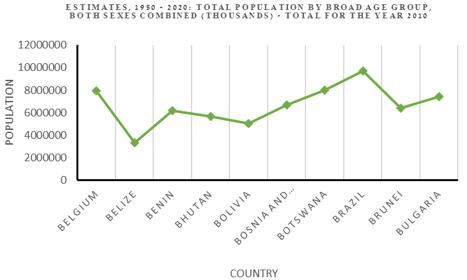 ESTIMATES, 1950 - 2020: TOTAL POPULATION BY BROAD AGE GROUP,
BOTH SEXES COMBINED (THOUSANDS) - TOTAL FOR THE YEAR 2010
12000000
10000000
8000000
6000000
4000000
2000000
0
POPULATION
BELGIUM
BELIZE
BENIN
BHUTAN
BOLIVIA
BOSNIA AND...
BOTSWANA
BRAZIL
BRUNEI
BULGARIA
COUNTRY